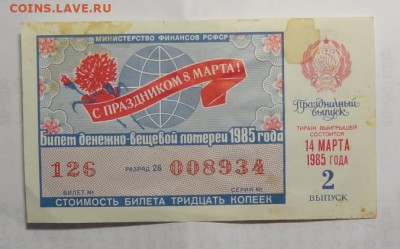 coins.lave.ru
МИНИСТЕРСТВО ФИНАНСОВ РСФСР
С ПРАЗДНИКОМ 8 МАРТА!
Билет денежно-вещевой лотереи 1985 года
126 РАЗРЯД 26 008934
БИЛЕТ № СЕРИЯ №
СТОИМОСТЬ БИЛЕТА ТРИДЦАТЬ КОПЕЕК
Праздничный
выпуск
ТИРАЖ ВЫИГРЫШЕЙ
СОСТОИТСЯ
14 МАРТА
1985 ГОДА
2
ВЫПУСК